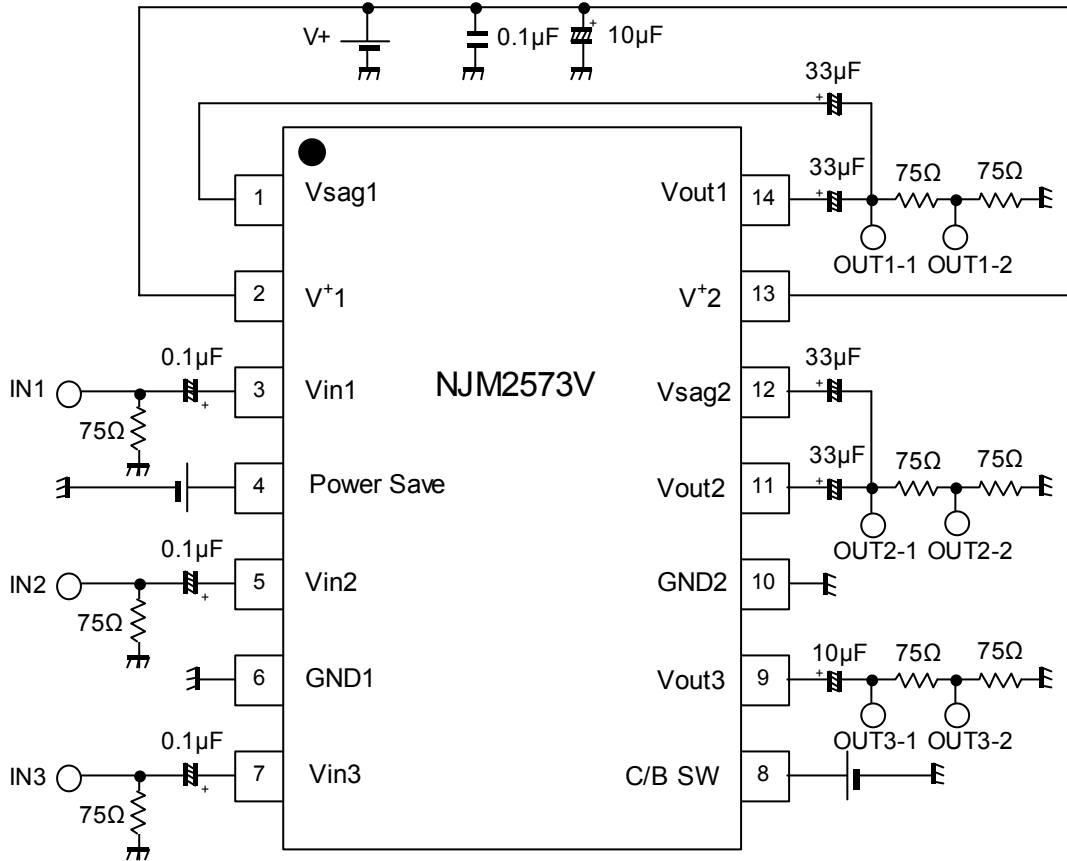 V+ 0.1µF 10µF
33µF
1 Vsag1 Vout1 14 33µF 75Ω 75Ω
OUT1-1 OUT1-2
2 V+1 V+2 13
NJM2573V
IN1 0.1µF 3 Vin1 Vsag2 12 33µF
75Ω
4 Power Save Vout2 11 33µF 75Ω 75Ω
OUT2-1 OUT2-2
IN2 0.1µF 5 Vin2 GND2 10
75Ω
6 GND1 Vout3 9 10µF 75Ω 75Ω
OUT3-1 OUT3-2
IN3 0.1µF 7 Vin3 C/B SW 8
75Ω